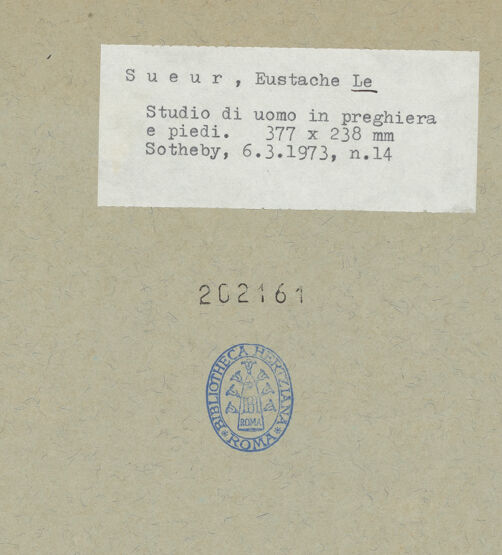 Sueur, Eustache Le
Studio di uomo in preghiera
e piedi. 377 x 238 mm
Sotheby, 6.3.1973, n.14
202161
BIBLIOTHECA HERTZIANA
ROMA
* ROMA *